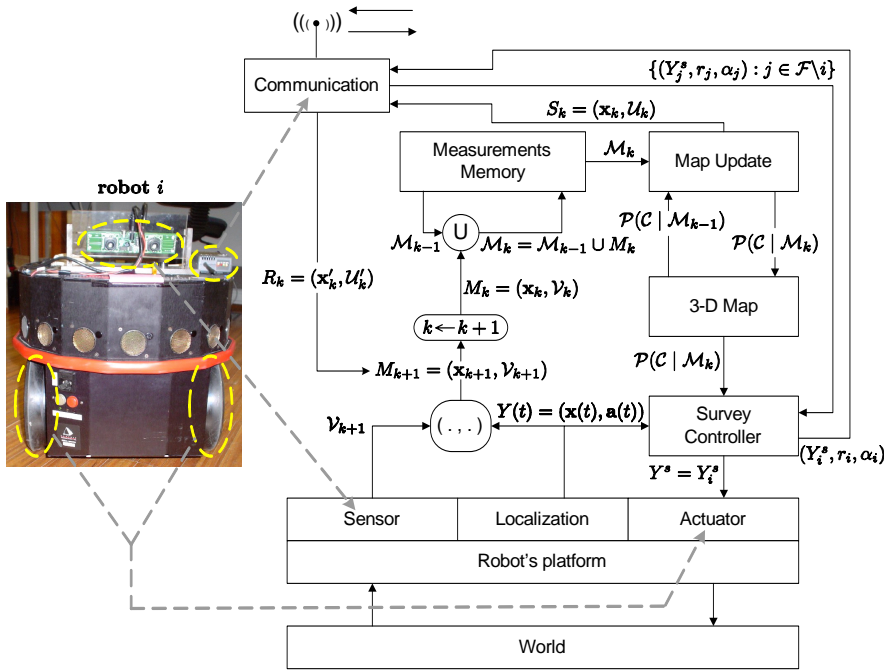 ((( )))
{(Y_j^s, r_j, α_j) : j ∈ 𝓕\i}
Communication
S_k = (𝐱_k, 𝒰_k)
Measurements
Memory
ℳ_k
Map Update
robot i
ℳ_{k−1}
U
ℳ_k = ℳ_{k−1} ∪ M_k
𝒫(𝒞 | ℳ_{k−1})
𝒫(𝒞 | ℳ_k)
R_k = (𝐱′_k, 𝒰′_k)
M_k = (𝐱_k, 𝒱_k)
3-D Map
k ← k + 1
𝒫(𝒞 | ℳ_k)
M_{k+1} = (𝐱_{k+1}, 𝒱_{k+1})
𝒱_{k+1}
(. , .)
Y(t) = (𝐱(t), 𝐚(t))
Survey
Controller
(Y_i^s, r_i, α_i)
Y^s = Y_i^s
Sensor
Localization
Actuator
Robot's platform
World